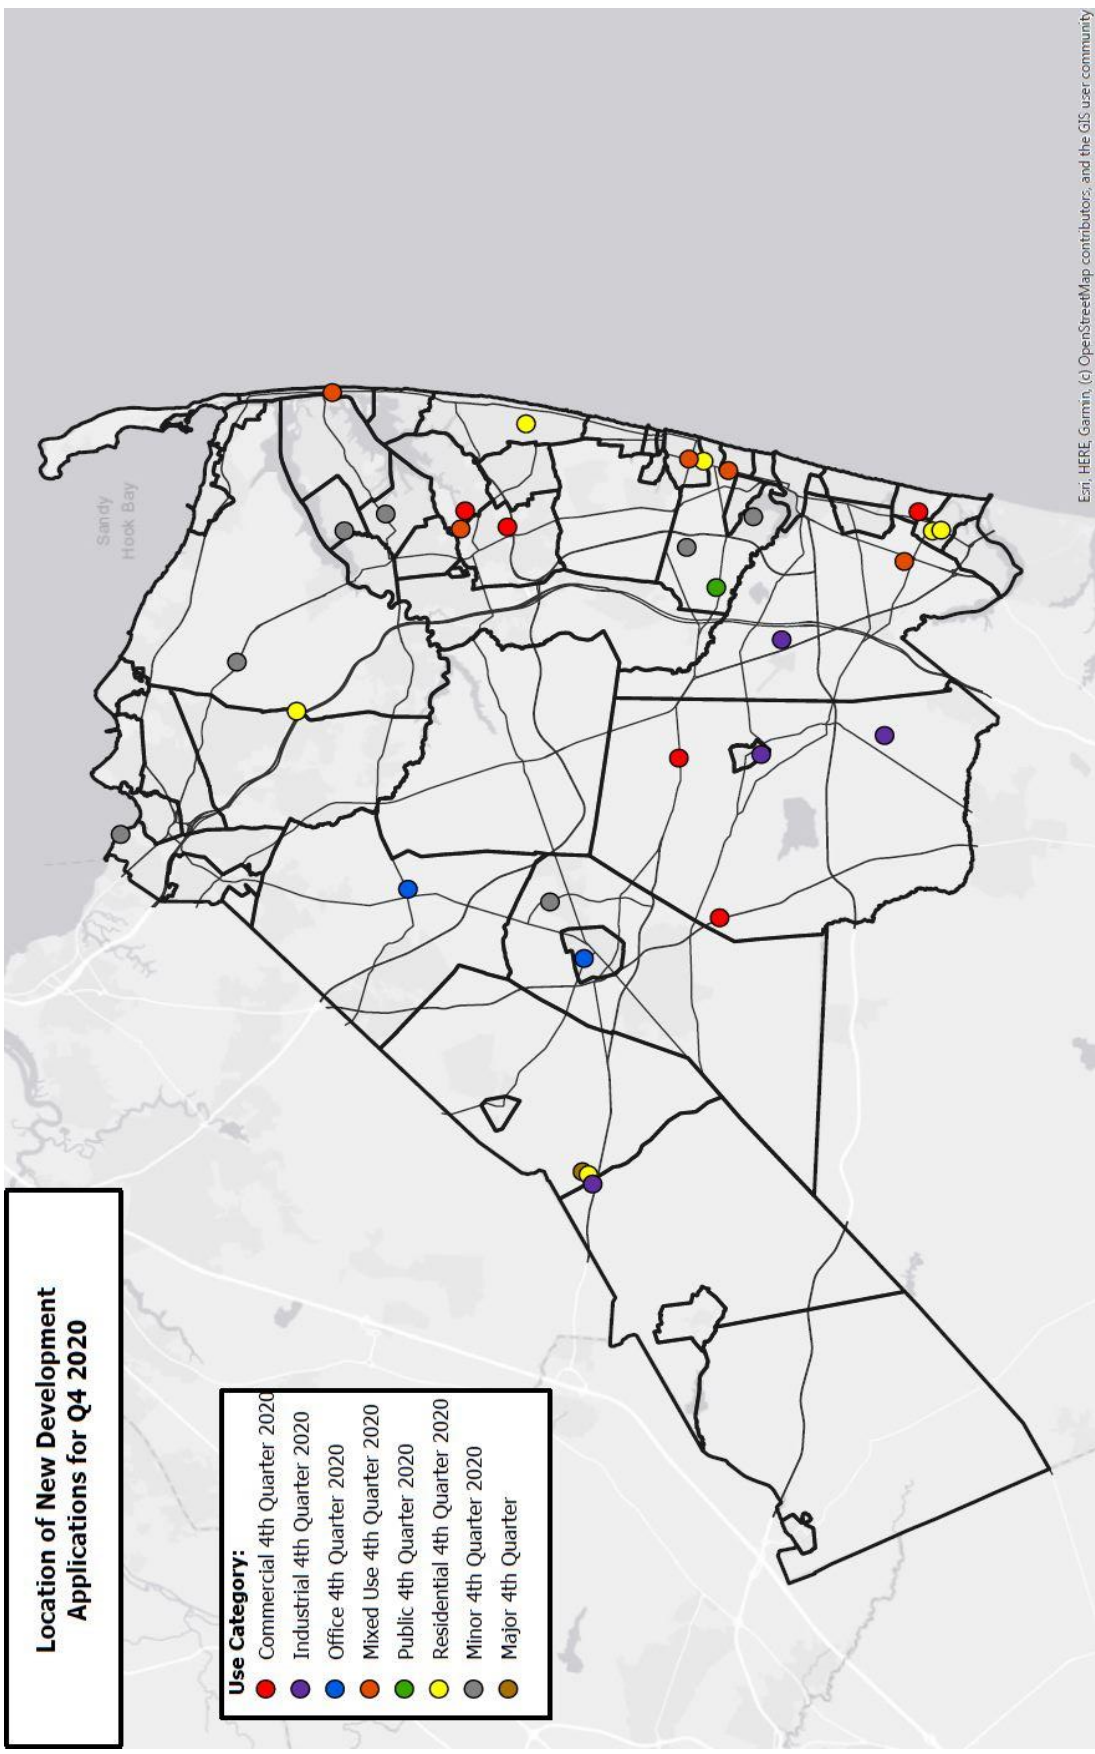 Location of New Development
Applications for Q4 2020
Use Category:
Commercial 4th Quarter 2020
Industrial 4th Quarter 2020
Office 4th Quarter 2020
Mixed Use 4th Quarter 2020
Public 4th Quarter 2020
Residential 4th Quarter 2020
Minor 4th Quarter 2020
Major 4th Quarter
Sandy
Hook Bay
Esri, HERE, Garmin, (c) OpenStreetMap contributors, and the GIS user community